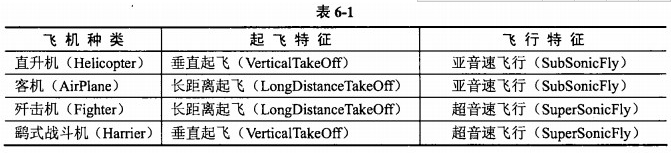 表 6-1
飞 机 种 类 起 飞 特 征 飞 行 特 征
直升机（Helicopter） 垂直起飞（VerticalTakeOff） 亚音速飞行（SubSonicFly）
客机（AirPlane） 长距离起飞（LongDistanceTakeOff） 亚音速飞行（SubSonicFly）
歼击机（Fighter） 长距离起飞（LongDistanceTakeOff） 超音速飞行（SuperSonicFly）
鹞式战斗机（Harrier） 垂直起飞（VerticalTakeOff） 超音速飞行（SuperSonicFly）